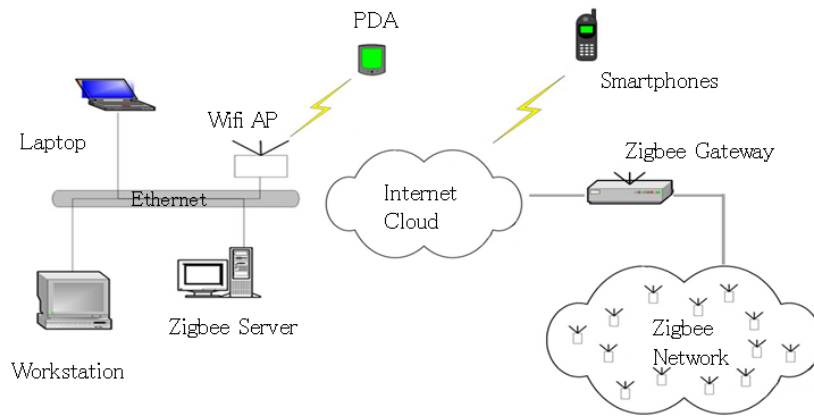 PDA
Smartphones
Wifi AP
Laptop
Zigbee Gateway
Ethernet
Internet
Cloud
Zigbee Server
Zigbee
Network
Workstation